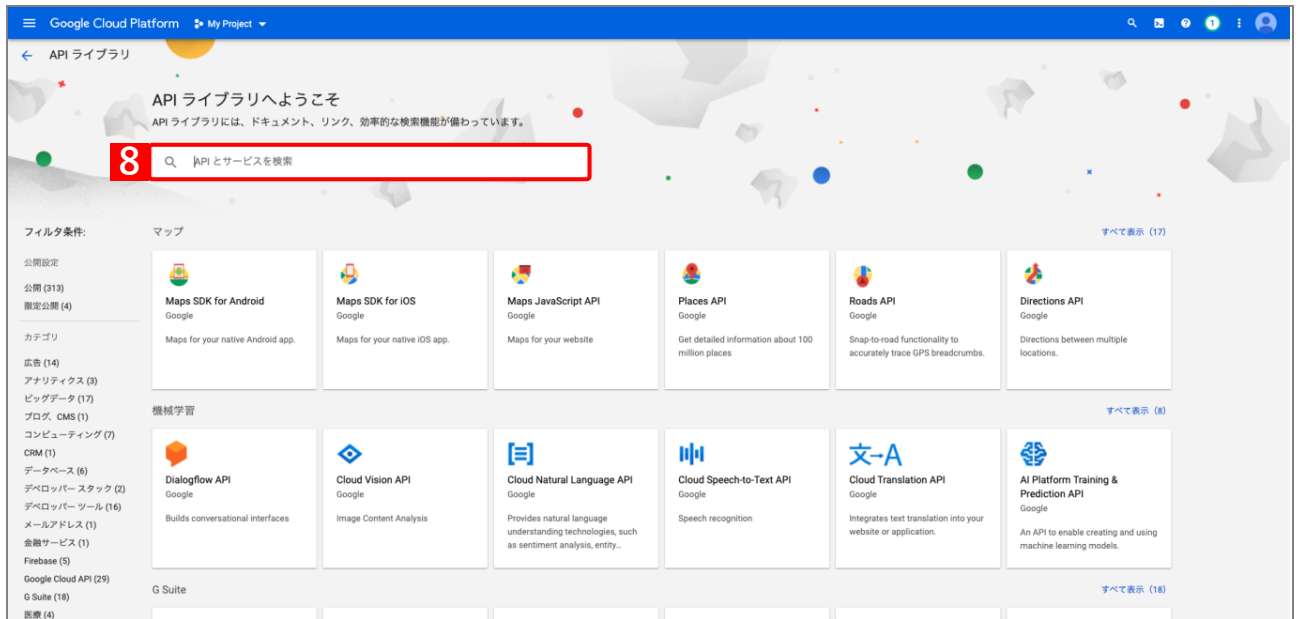 Google Cloud Platform My Project
1
API ライブラリ
API ライブラリへようこそ
API ライブラリには、ドキュメント、リンク、効率的な検索機能が備わっています。
8
API とサービスを検索
フィルタ条件:
公開設定
公開 (313)
限定公開 (4)
カテゴリ
広告 (14)
アナリティクス (3)
ビッグデータ (17)
ブログ、CMS (1)
コンピューティング (7)
CRM (1)
データベース (6)
デベロッパー スタック (2)
デベロッパー ツール (16)
メールアドレス (1)
金融サービス (1)
Firebase (5)
Google Cloud API (29)
G Suite (18)
医療 (4)
マップ
すべて表示 (17)
Maps SDK for Android
Google
Maps for your native Android app.
Maps SDK for iOS
Google
Maps for your native iOS app.
Maps JavaScript API
Google
Maps for your website
Places API
Google
Get detailed information about 100
million places
Roads API
Google
Snap-to-road functionality to
accurately trace GPS breadcrumbs.
Directions API
Google
Directions between multiple
locations.
機械学習
すべて表示 (8)
Dialogflow API
Google
Builds conversational interfaces
Cloud Vision API
Google
Image Content Analysis
Cloud Natural Language API
Google
Provides natural language
understanding technologies, such
as sentiment analysis, entity...
Cloud Speech-to-Text API
Google
Speech recognition
文→A
Cloud Translation API
Google
Integrates text translation into your
website or application.
AI Platform Training &
Prediction API
Google
An API to enable creating and using
machine learning models.
G Suite
すべて表示 (18)